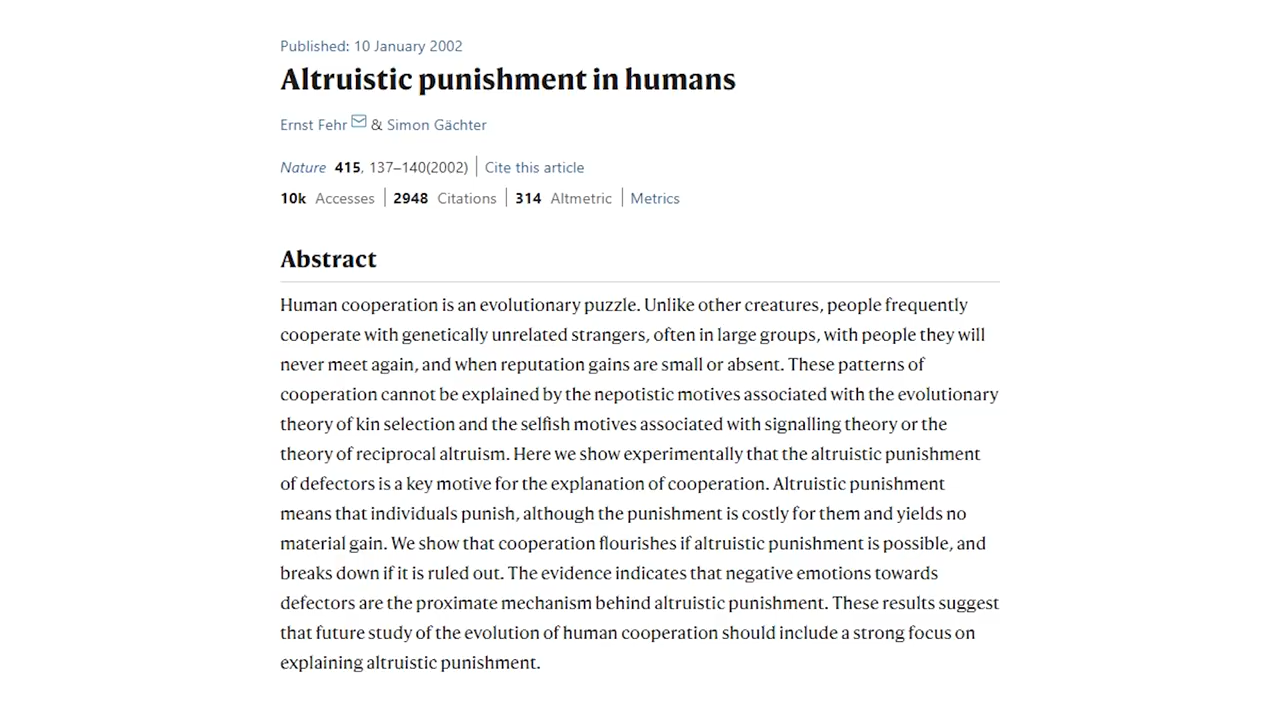 Published: 10 January 2002
Altruistic punishment in humans
Ernst Fehr & Simon Gächter
Nature 415, 137–140(2002) | Cite this article
10k Accesses | 2948 Citations | 314 Altmetric | Metrics
Abstract
Human cooperation is an evolutionary puzzle. Unlike other creatures, people frequently
cooperate with genetically unrelated strangers, often in large groups, with people they will
never meet again, and when reputation gains are small or absent. These patterns of
cooperation cannot be explained by the nepotistic motives associated with the evolutionary
theory of kin selection and the selfish motives associated with signalling theory or the
theory of reciprocal altruism. Here we show experimentally that the altruistic punishment
of defectors is a key motive for the explanation of cooperation. Altruistic punishment
means that individuals punish, although the punishment is costly for them and yields no
material gain. We show that cooperation flourishes if altruistic punishment is possible, and
breaks down if it is ruled out. The evidence indicates that negative emotions towards
defectors are the proximate mechanism behind altruistic punishment. These results suggest
that future study of the evolution of human cooperation should include a strong focus on
explaining altruistic punishment.